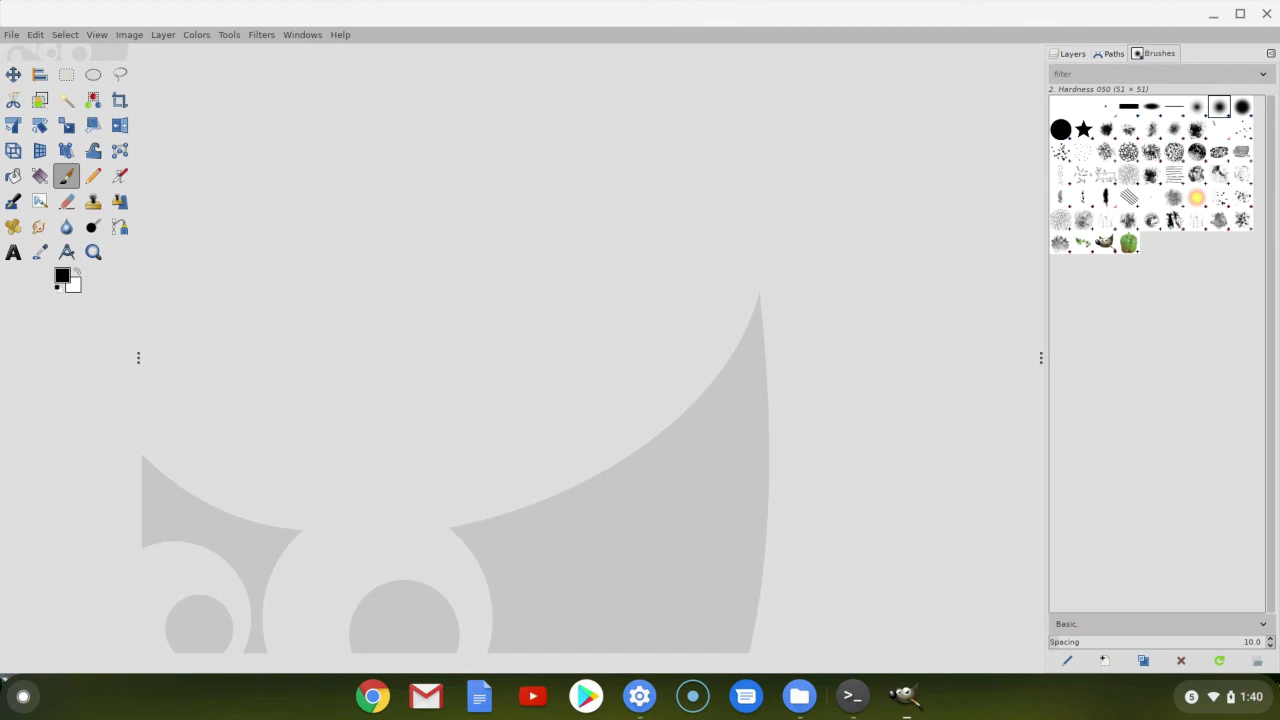 File Edit Select View Image Layer Colors Tools Filters Windows Help
Layers Paths Brushes
filter
2. Hardness 050 (51 × 51)
Basic,
Spacing 10.0
5 1:40